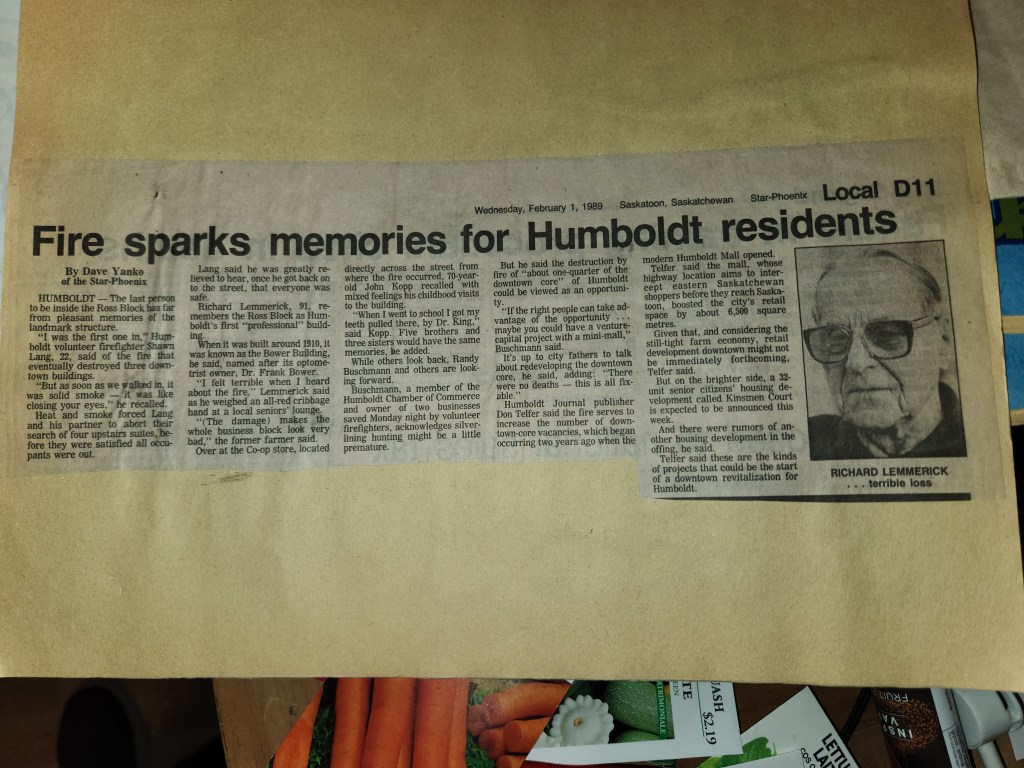 Wednesday, February 1, 1989 Saskatoon, Saskatchewan Star-Phoenix Local D11
Fire sparks memories for Humboldt residents
By Dave Yanko
of the Star-Phoenix
HUMBOLDT — The last person
to be inside the Ross Block has far
from pleasant memories of the
landmark structure.
"I was the first one in," Hum-
boldt volunteer firefighter Shawn
Lang, 22, said of the fire that
eventually destroyed three down-
town buildings.
"But as soon as we walked in, it
was solid smoke — it was like
closing your eyes," he recalled.
Heat and smoke forced Lang
and his partner to abort their
search of four upstairs suites, be-
fore they were satisfied all occu-
pants were out.
Lang said he was greatly re-
lieved to hear, once he got back on
to the street, that everyone was
safe.
Richard Lemmerick, 91, re-
members the Ross Block as Hum-
boldt's first "professional" build-
ing.
When it was built around 1910, it
was known as the Bower Building,
he said, named after its optome-
trist owner, Dr. Frank Bower.
"I felt terrible when I heard
about the fire," Lemmerick said
as he weighed an all-red cribbage
hand at a local seniors' lounge.
"(The damage) makes the
whole business block look very
bad," the former farmer said.
Over at the Co-op store, located
directly across the street from
where the fire occurred, 70-year-
old John Kopp recalled with
mixed feelings his childhood visits
to the building.
"When I went to school I got my
teeth pulled there, by Dr. King,"
said Kopp. Five brothers and
three sisters would have the same
memories, he added.
While others look back, Randy
Buschmann and others are look-
ing forward.
Buschmann, a member of the
Humboldt Chamber of Commerce
and owner of two businesses
saved Monday night by volunteer
firefighters, acknowledges silver-
lining hunting might be a little
premature.
But he said the destruction by
fire of "about one-quarter of the
downtown core" of Humboldt
could be viewed as an opportuni-
ty.
"If the right people can take ad-
vantage of the opportunity . . .
maybe you could have a venture-
capital project with a mini-mall,"
Buschmann said.
It's up to city fathers to talk
about redeveloping the downtown
core, he said, adding: "There
were no deaths — this is all fix-
able."
Humboldt Journal publisher
Don Telfer said the fire serves to
increase the number of down-
town-core vacancies, which began
occurring two years ago when the
modern Humboldt Mall opened.
Telfer said the mall, whose
highway location aims to inter-
cept eastern Saskatchewan
shoppers before they reach Saska-
toon, boosted the city's retail
space by about 6,500 square
metres.
Given that, and considering the
still-tight farm economy, retail
development downtown might not
be immediately forthcoming,
Telfer said.
But on the brighter side, a 32-
unit senior citizens' housing de-
velopment called Kinsmen Court
is expected to be announced this
week.
And there were rumors of an-
other housing development in the
offing, he said.
Telfer said these are the kinds
of projects that could be the start
of a downtown revitalization for
Humboldt.
RICHARD LEMMERICK
. . . terrible loss
$2.19